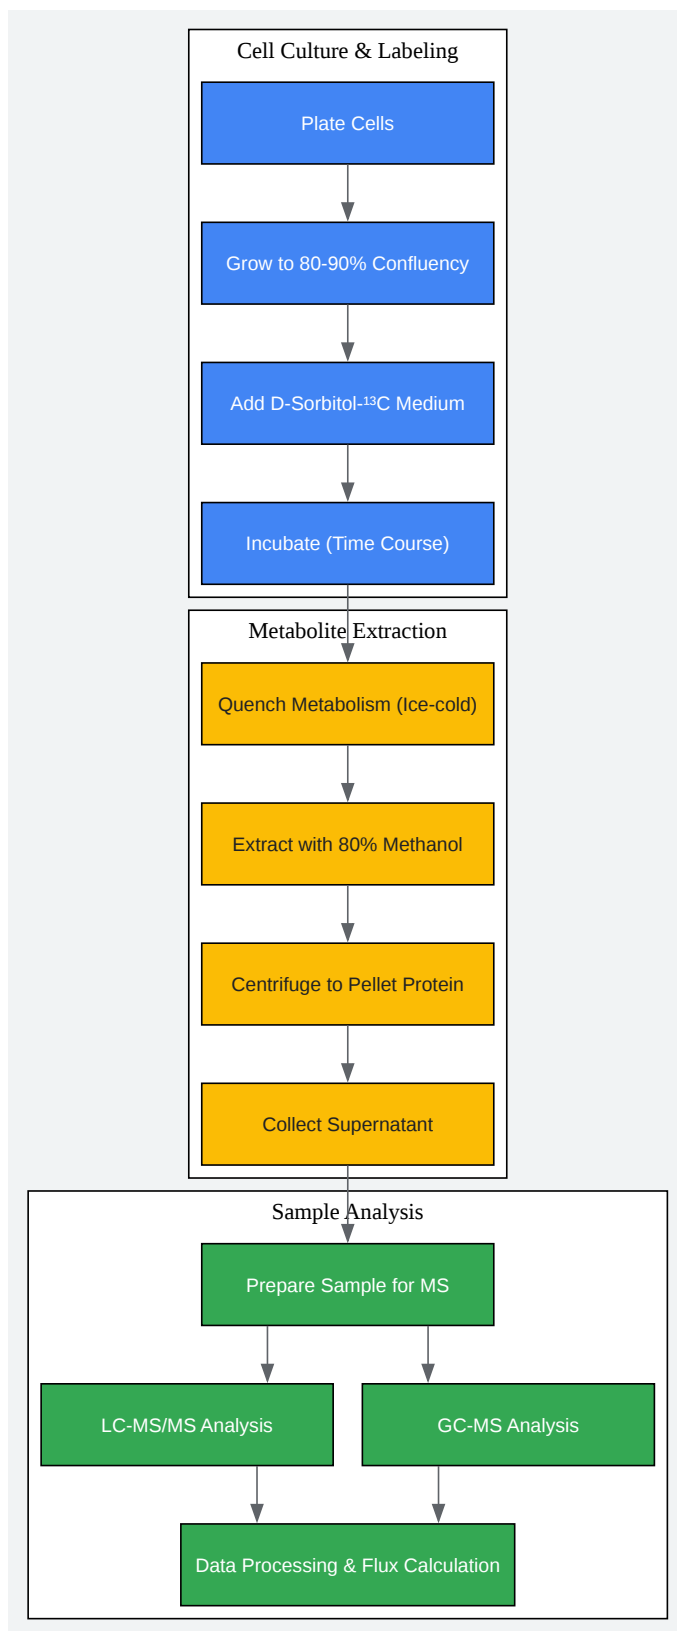 Cell Culture & Labeling
Plate Cells
Grow to 80-90% Confluency
Add D-Sorbitol-¹³C Medium
Incubate (Time Course)
Metabolite Extraction
Quench Metabolism (Ice-cold)
Extract with 80% Methanol
Centrifuge to Pellet Protein
Collect Supernatant
Sample Analysis
Prepare Sample for MS
LC-MS/MS Analysis
GC-MS Analysis
Data Processing & Flux Calculation